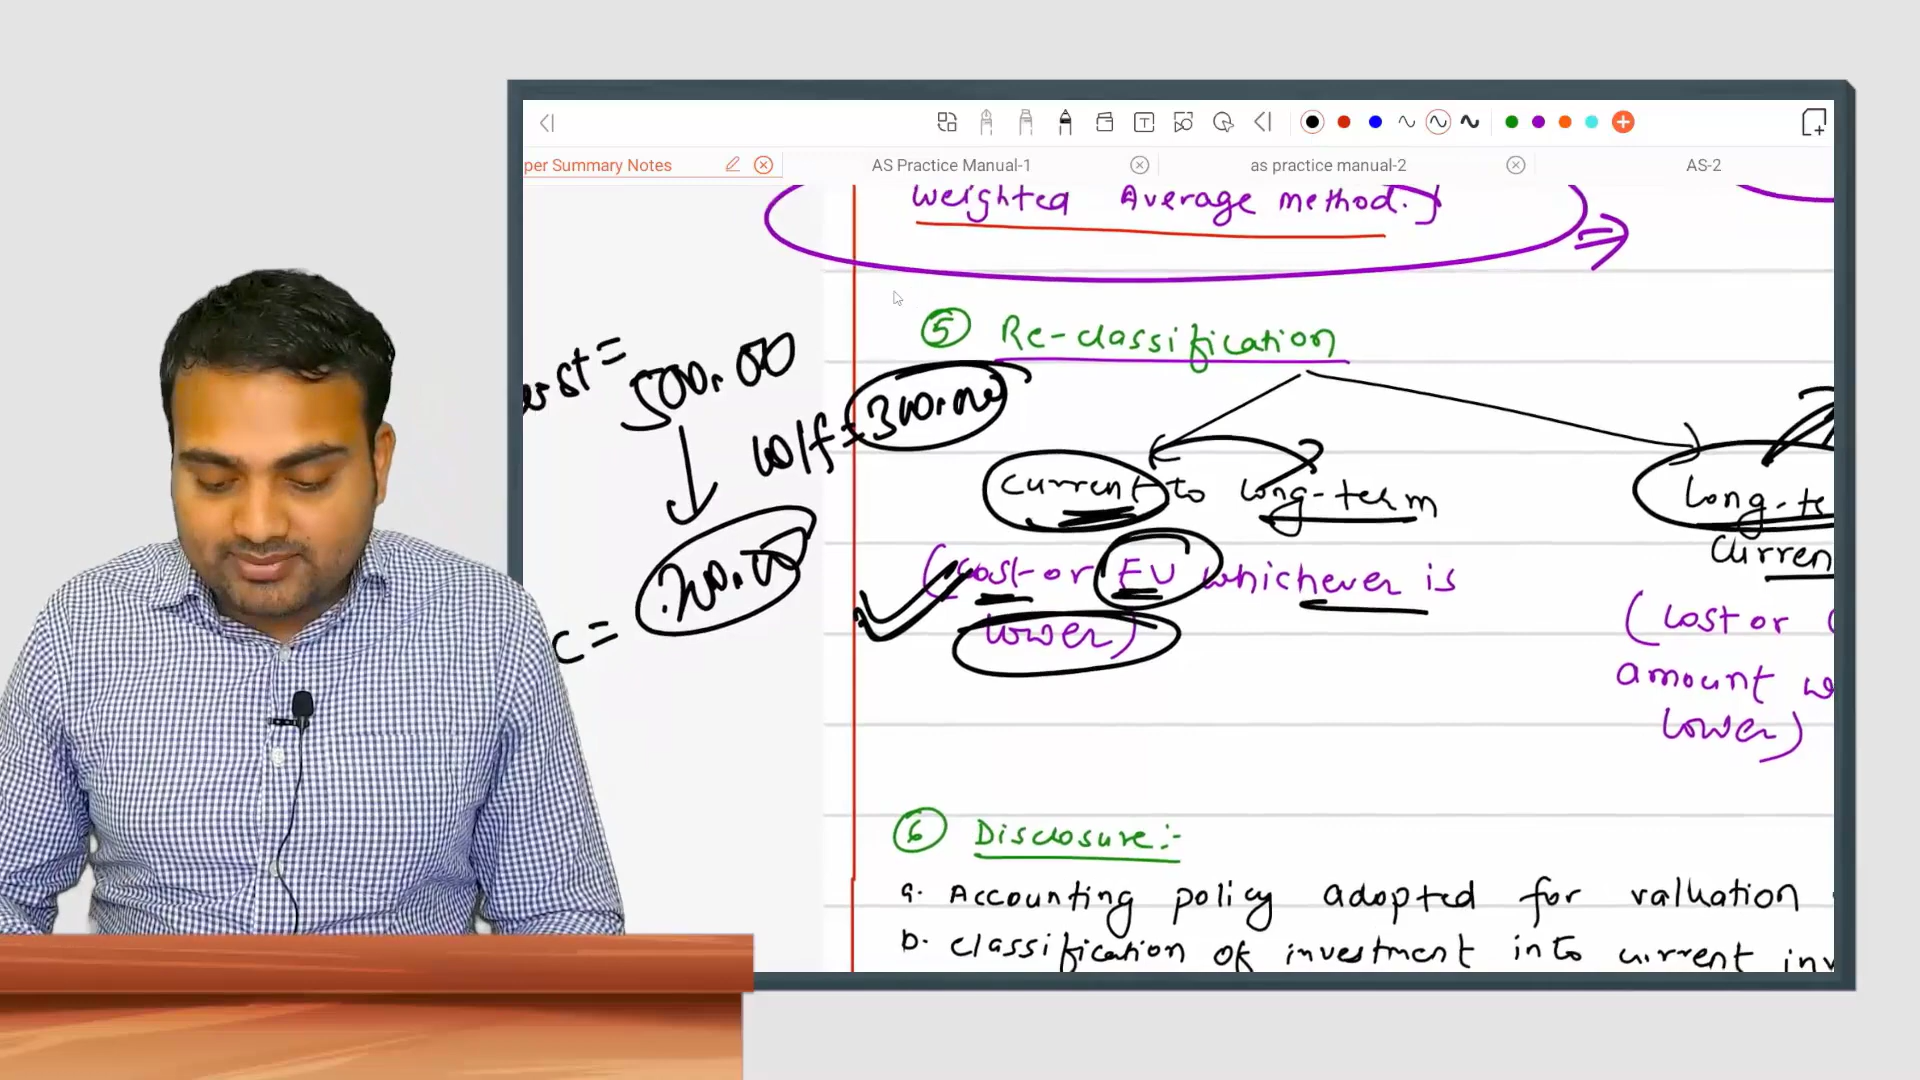 per Summary Notes
AS Practice Manual-1
as practice manual-2
AS-2
weighted Average method.)
⑤ Re-classification
500.00
w/f = 300.00
current to long-term
long-te
(cost or FV whichever is
lower)
curren
200.00
c =
(cost or
amount w
lower)
⑥ Disclosure:-
a. Accounting policy adopted for valuation
b. classification of investment into current inv